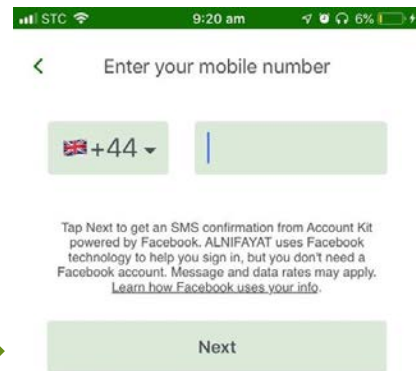 STC 9:20 am 6%
Enter your mobile number
+44
Tap Next to get an SMS confirmation from Account Kit
powered by Facebook. ALNIFAYAT uses Facebook
technology to help you sign in, but you don't need a
Facebook account. Message and data rates may apply.
Learn how Facebook uses your info.
Next